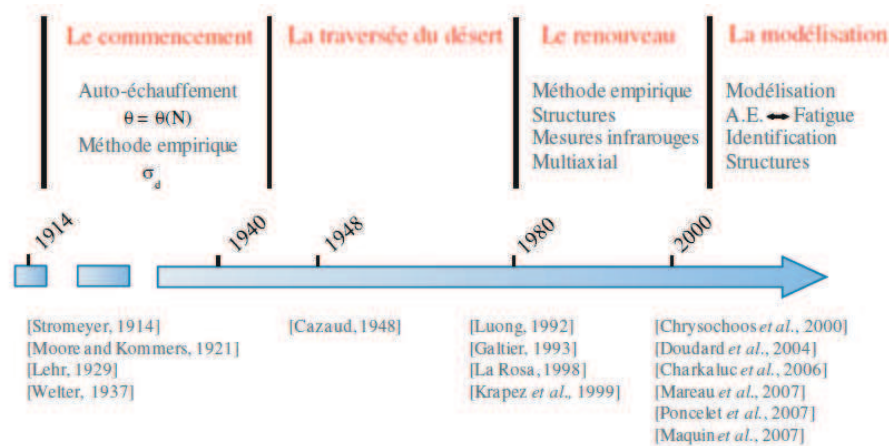 Le commencement
Auto-échauffement
θ = θ(N)
Méthode empirique
σd
La traversée du désert
Le renouveau
Méthode empirique
Structures
Mesures infrarouges
Multiaxial
La modélisation
Modélisation
A.E. ↔ Fatigue
Identification
Structures
1914
1940
1948
1980
2000
[Stromeyer, 1914]
[Moore and Kommers, 1921]
[Lehr, 1929]
[Welter, 1937]
[Cazaud, 1948]
[Luong, 1992]
[Galtier, 1993]
[La Rosa, 1998]
[Krapez et al., 1999]
[Chrysochoos et al., 2000]
[Doudard et al., 2004]
[Charkaluc et al., 2006]
[Mareau et al., 2007]
[Poncelet et al., 2007]
[Maquin et al., 2007]